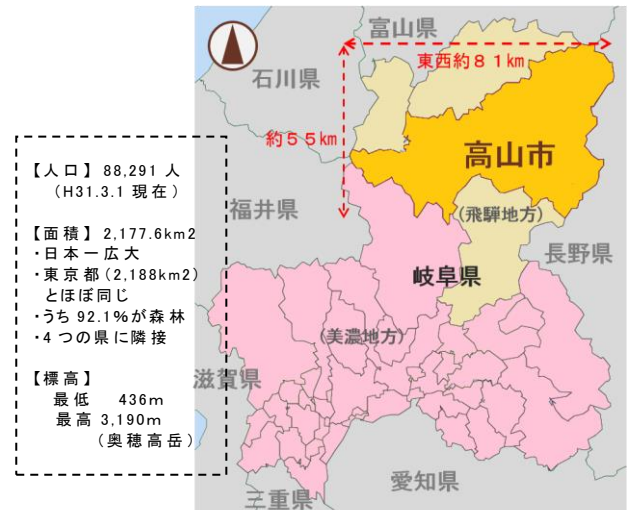 【人口】 88,291 人
（H31.3.1 現在）
【面積】 2,177.6km2
・日本一広大
・東京都（2,188km2）
とほぼ同じ
・うち 92.1%が森林
・4 つの県に隣接
【標高】
最低 436m
最高 3,190m
（奥穂高岳）
富山県
東西約８１㎞
石川県
約５５㎞
高山市
福井県
（飛騨地方）
長野県
岐阜県
（美濃地方）
滋賀県
愛知県
三重県